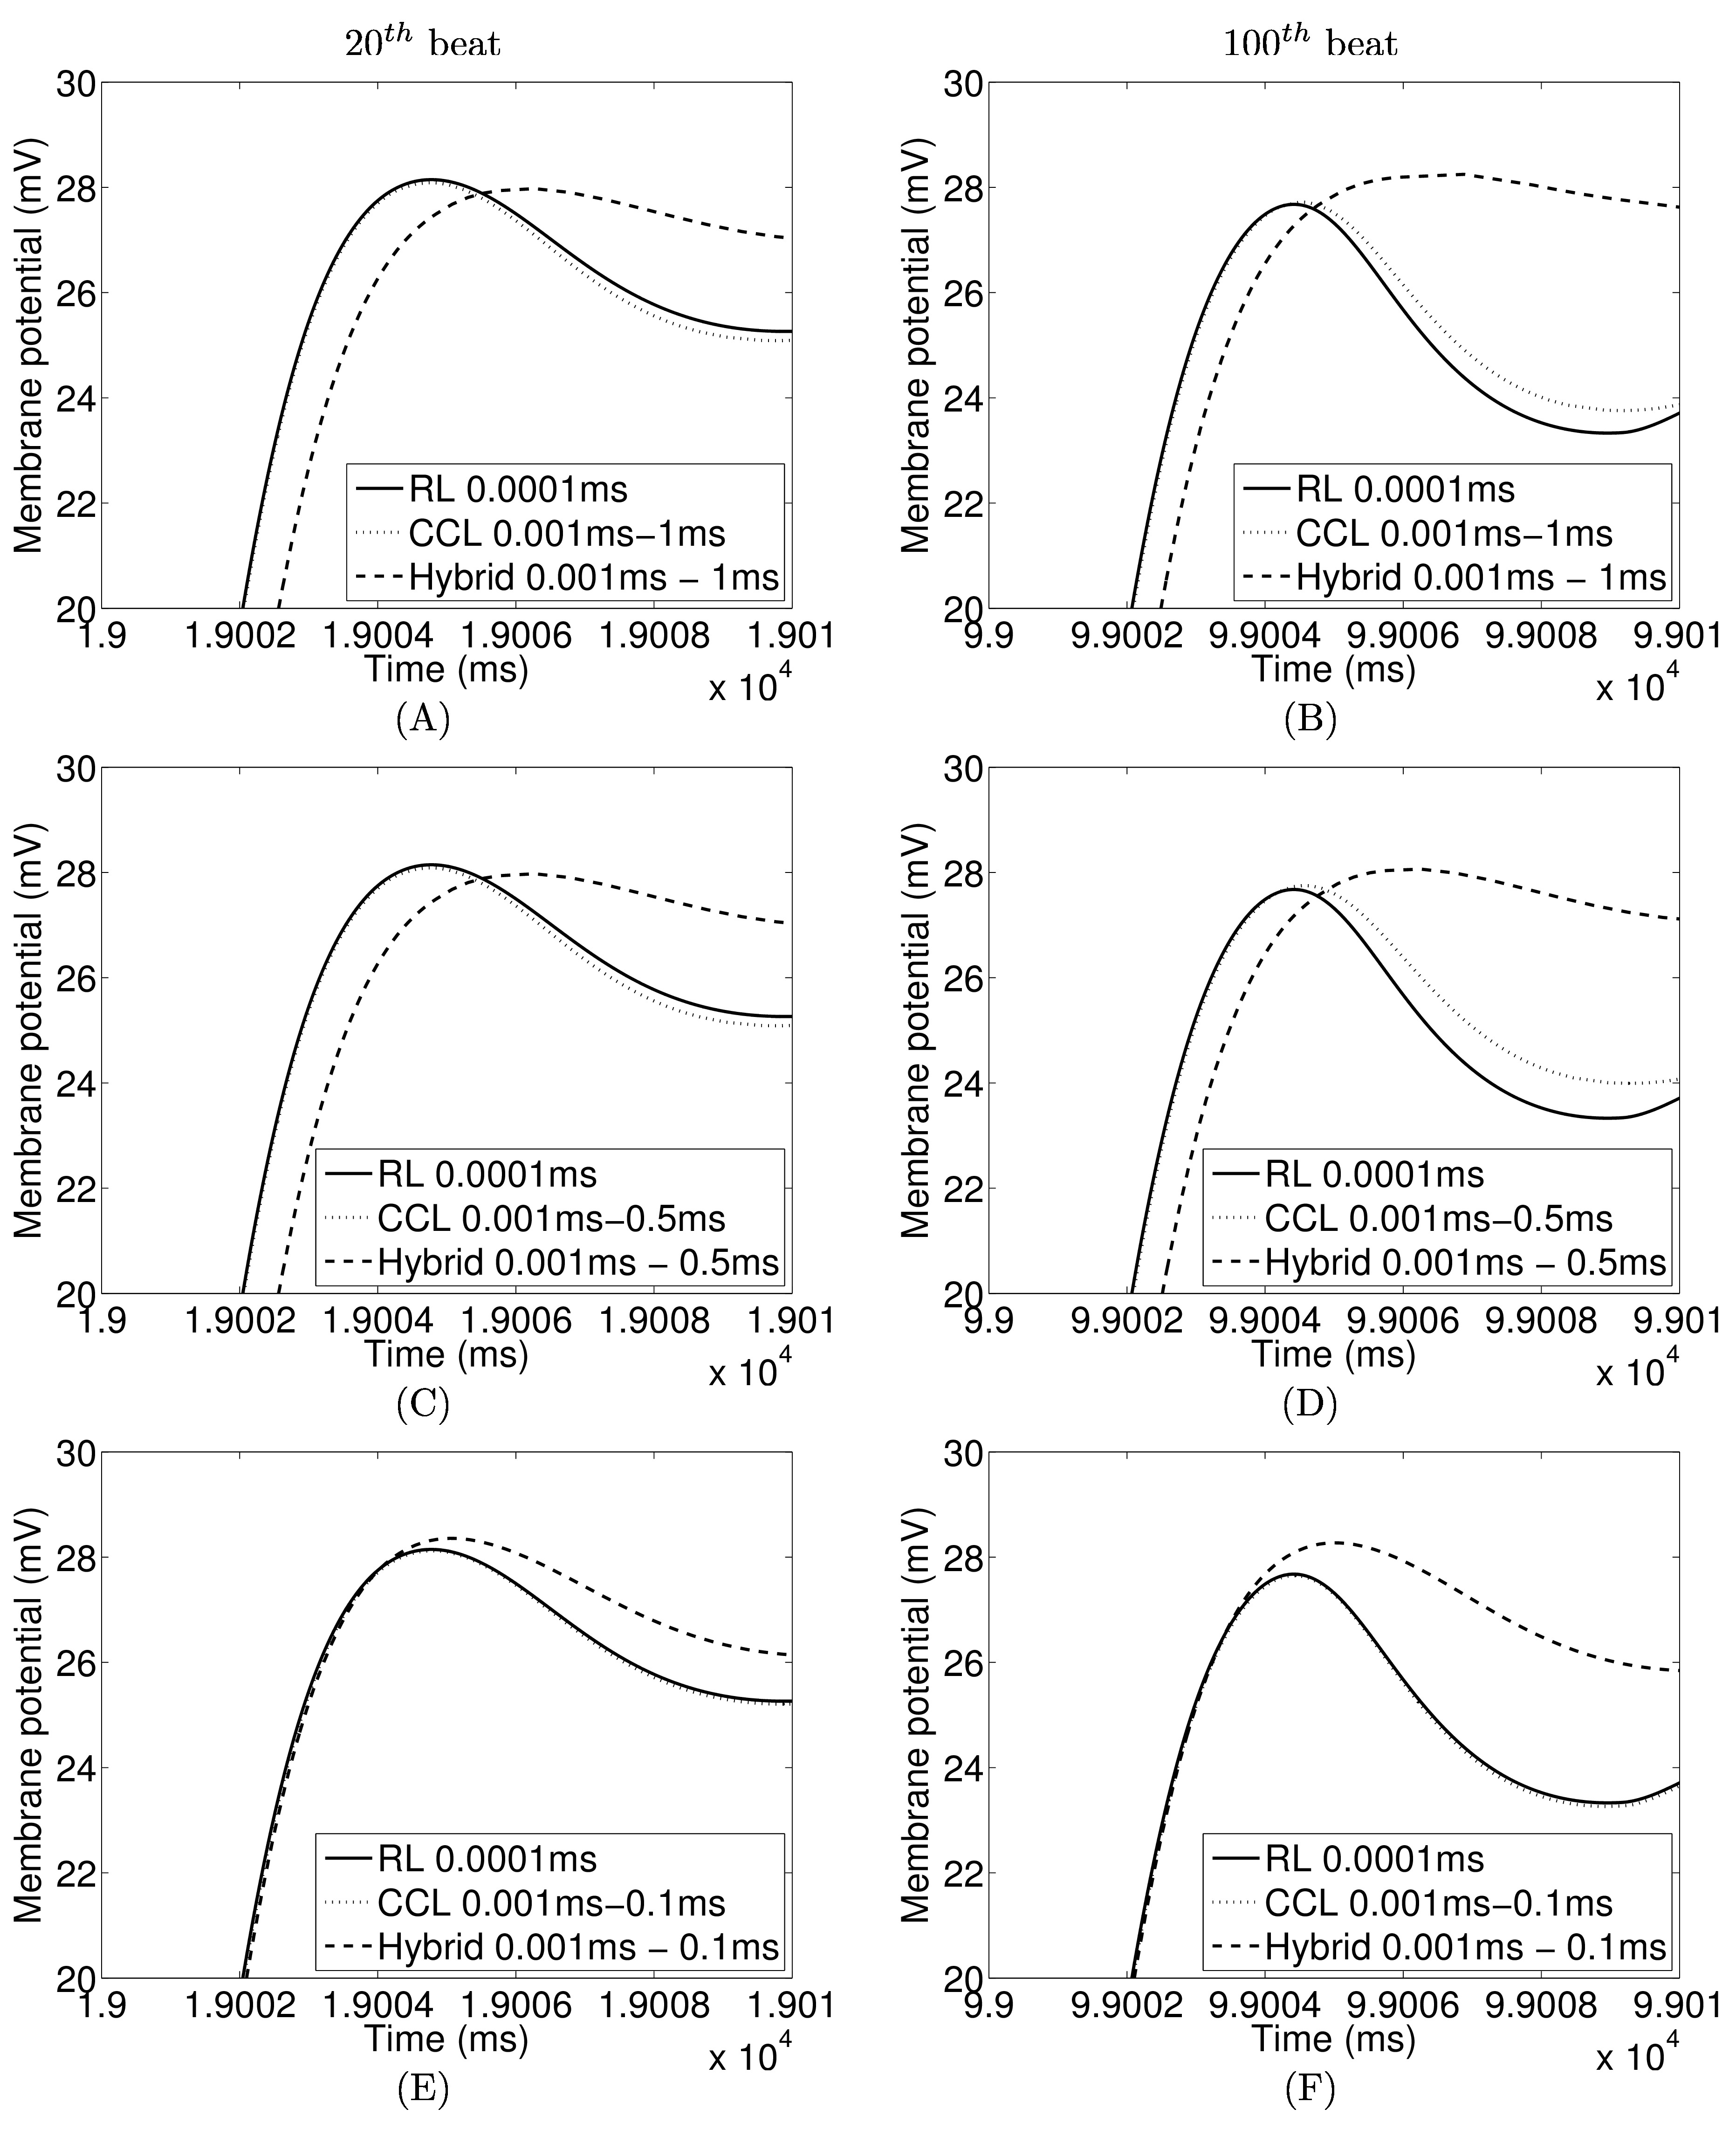 20th beat
100th beat
30
28
26
24
22
20
Membrane potential (mV)
RL 0.0001ms
CCL 0.001ms−1ms
Hybrid 0.001ms − 1ms
1.9 1.9002 1.9004 1.9006 1.9008 1.901
Time (ms)
x 10^4
(A)
30
28
26
24
22
20
Membrane potential (mV)
RL 0.0001ms
CCL 0.001ms−1ms
Hybrid 0.001ms − 1ms
9.9 9.9002 9.9004 9.9006 9.9008 9.901
Time (ms)
x 10^4
(B)
30
28
26
24
22
20
Membrane potential (mV)
RL 0.0001ms
CCL 0.001ms−0.5ms
Hybrid 0.001ms − 0.5ms
1.9 1.9002 1.9004 1.9006 1.9008 1.901
Time (ms)
x 10^4
(C)
30
28
26
24
22
20
Membrane potential (mV)
RL 0.0001ms
CCL 0.001ms−0.5ms
Hybrid 0.001ms − 0.5ms
9.9 9.9002 9.9004 9.9006 9.9008 9.901
Time (ms)
x 10^4
(D)
30
28
26
24
22
20
Membrane potential (mV)
RL 0.0001ms
CCL 0.001ms−0.1ms
Hybrid 0.001ms − 0.1ms
1.9 1.9002 1.9004 1.9006 1.9008 1.901
Time (ms)
x 10^4
(E)
30
28
26
24
22
20
Membrane potential (mV)
RL 0.0001ms
CCL 0.001ms−0.1ms
Hybrid 0.001ms − 0.1ms
9.9 9.9002 9.9004 9.9006 9.9008 9.901
Time (ms)
x 10^4
(F)